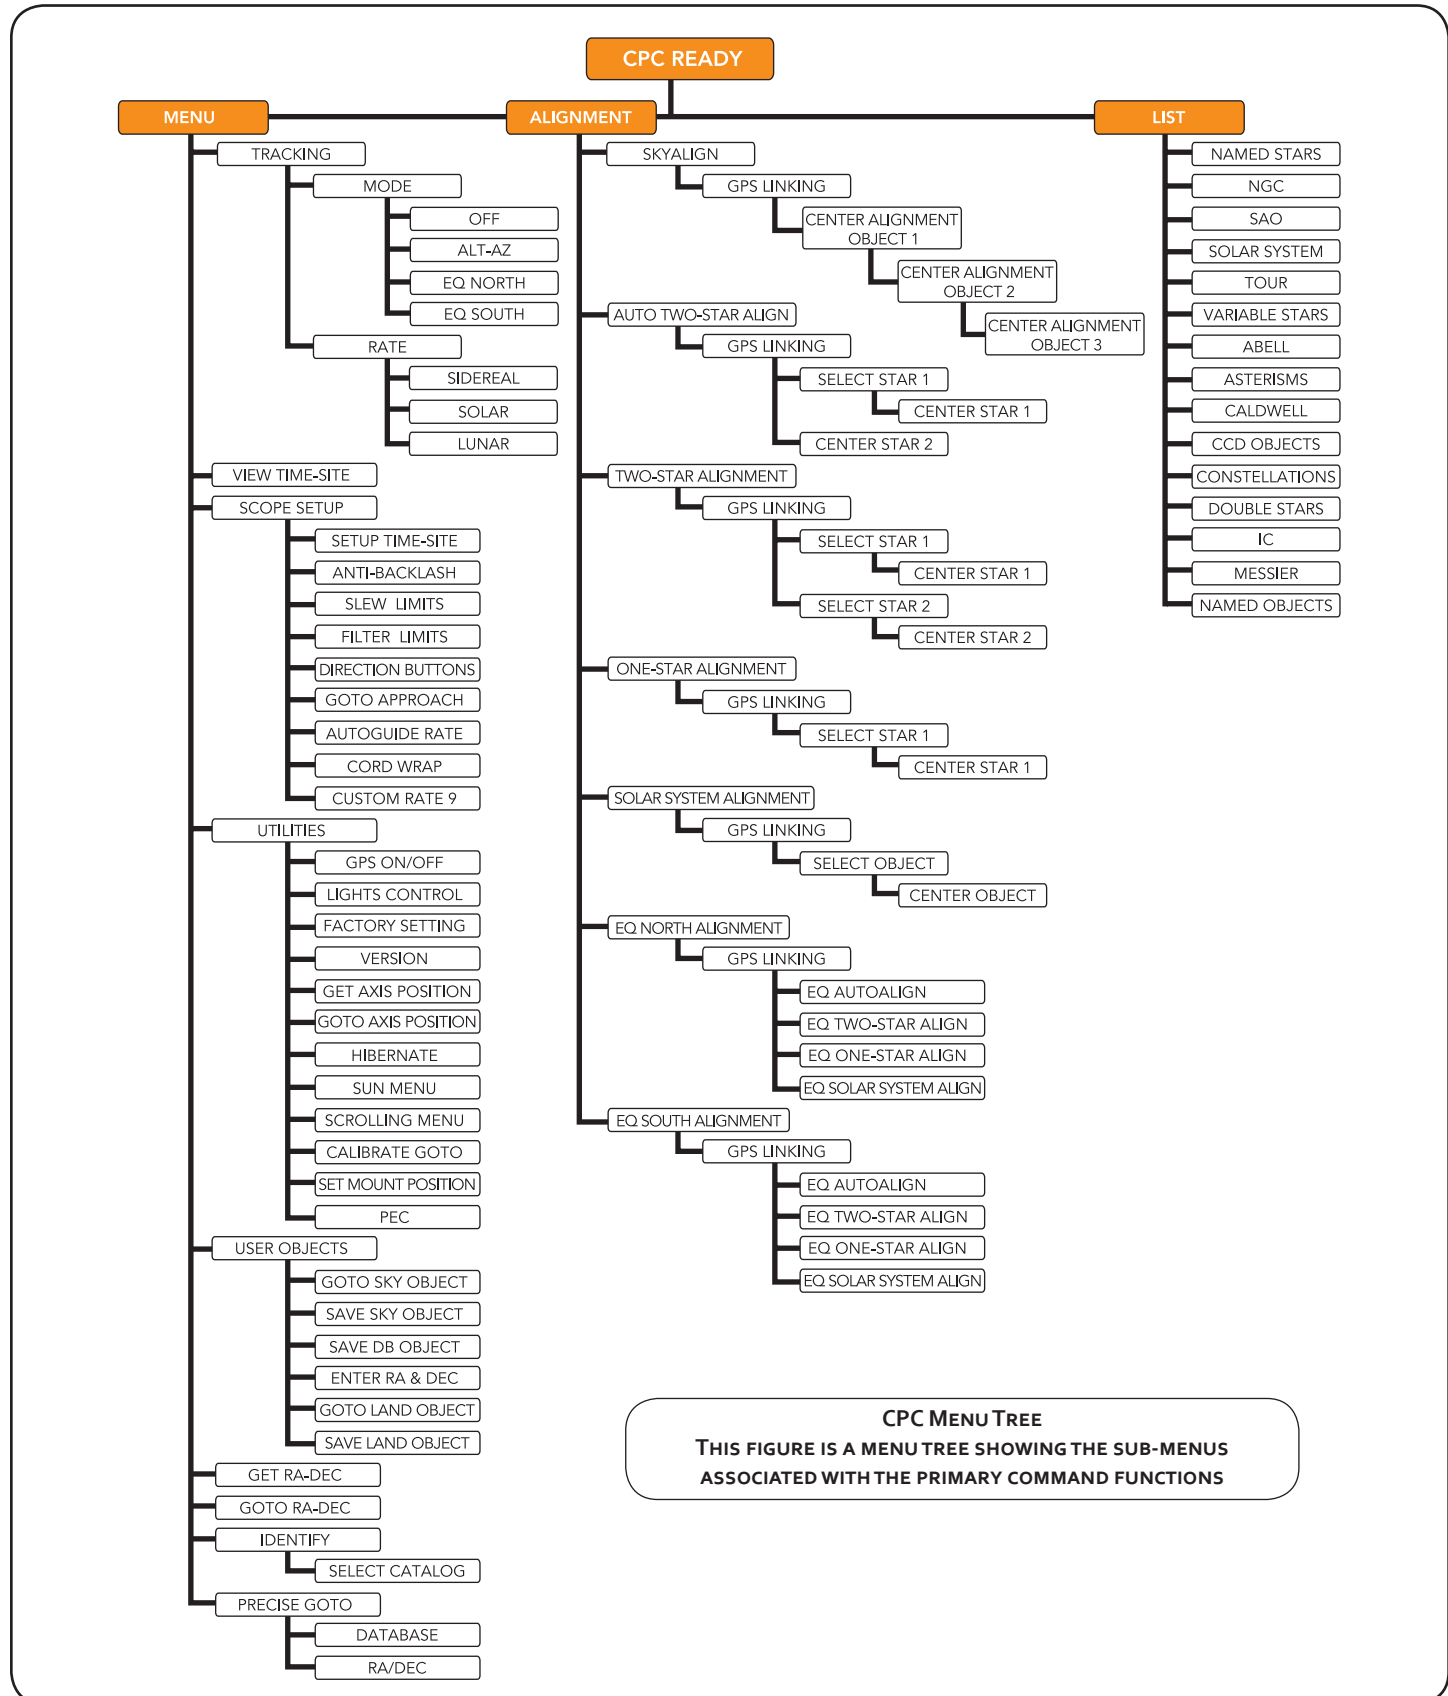 CPC READY
MENU
TRACKING
MODE
OFF
ALT-AZ
EQ NORTH
EQ SOUTH
RATE
SIDEREAL
SOLAR
LUNAR
VIEW TIME-SITE
SCOPE SETUP
SETUP TIME-SITE
ANTI-BACKLASH
SLEW LIMITS
FILTER LIMITS
DIRECTION BUTTONS
GOTO APPROACH
AUTOGUIDE RATE
CORD WRAP
CUSTOM RATE 9
UTILITIES
GPS ON/OFF
LIGHTS CONTROL
FACTORY SETTING
VERSION
GET AXIS POSITION
GOTO AXIS POSITION
HIBERNATE
SUN MENU
SCROLLING MENU
CALIBRATE GOTO
SET MOUNT POSITION
PEC
USER OBJECTS
GOTO SKY OBJECT
SAVE SKY OBJECT
SAVE DB OBJECT
ENTER RA & DEC
GOTO LAND OBJECT
SAVE LAND OBJECT
GET RA-DEC
GOTO RA-DEC
IDENTIFY
SELECT CATALOG
PRECISE GOTO
DATABASE
RA/DEC
ALIGNMENT
SKYALIGN
GPS LINKING
CENTER ALIGNMENT
OBJECT 1
CENTER ALIGNMENT
OBJECT 2
CENTER ALIGNMENT
OBJECT 3
AUTO TWO-STAR ALIGN
GPS LINKING
SELECT STAR 1
CENTER STAR 1
CENTER STAR 2
TWO-STAR ALIGNMENT
GPS LINKING
SELECT STAR 1
CENTER STAR 1
SELECT STAR 2
CENTER STAR 2
ONE-STAR ALIGNMENT
GPS LINKING
SELECT STAR 1
CENTER STAR 1
SOLAR SYSTEM ALIGNMENT
GPS LINKING
SELECT OBJECT
CENTER OBJECT
EQ NORTH ALIGNMENT
GPS LINKING
EQ AUTOALIGN
EQ TWO-STAR ALIGN
EQ ONE-STAR ALIGN
EQ SOLAR SYSTEM ALIGN
EQ SOUTH ALIGNMENT
GPS LINKING
EQ AUTOALIGN
EQ TWO-STAR ALIGN
EQ ONE-STAR ALIGN
EQ SOLAR SYSTEM ALIGN
LIST
NAMED STARS
NGC
SAO
SOLAR SYSTEM
TOUR
VARIABLE STARS
ABELL
ASTERISMS
CALDWELL
CCD OBJECTS
CONSTELLATIONS
DOUBLE STARS
IC
MESSIER
NAMED OBJECTS
CPC MENU TREE
THIS FIGURE IS A MENU TREE SHOWING THE SUB-MENUS
ASSOCIATED WITH THE PRIMARY COMMAND FUNCTIONS